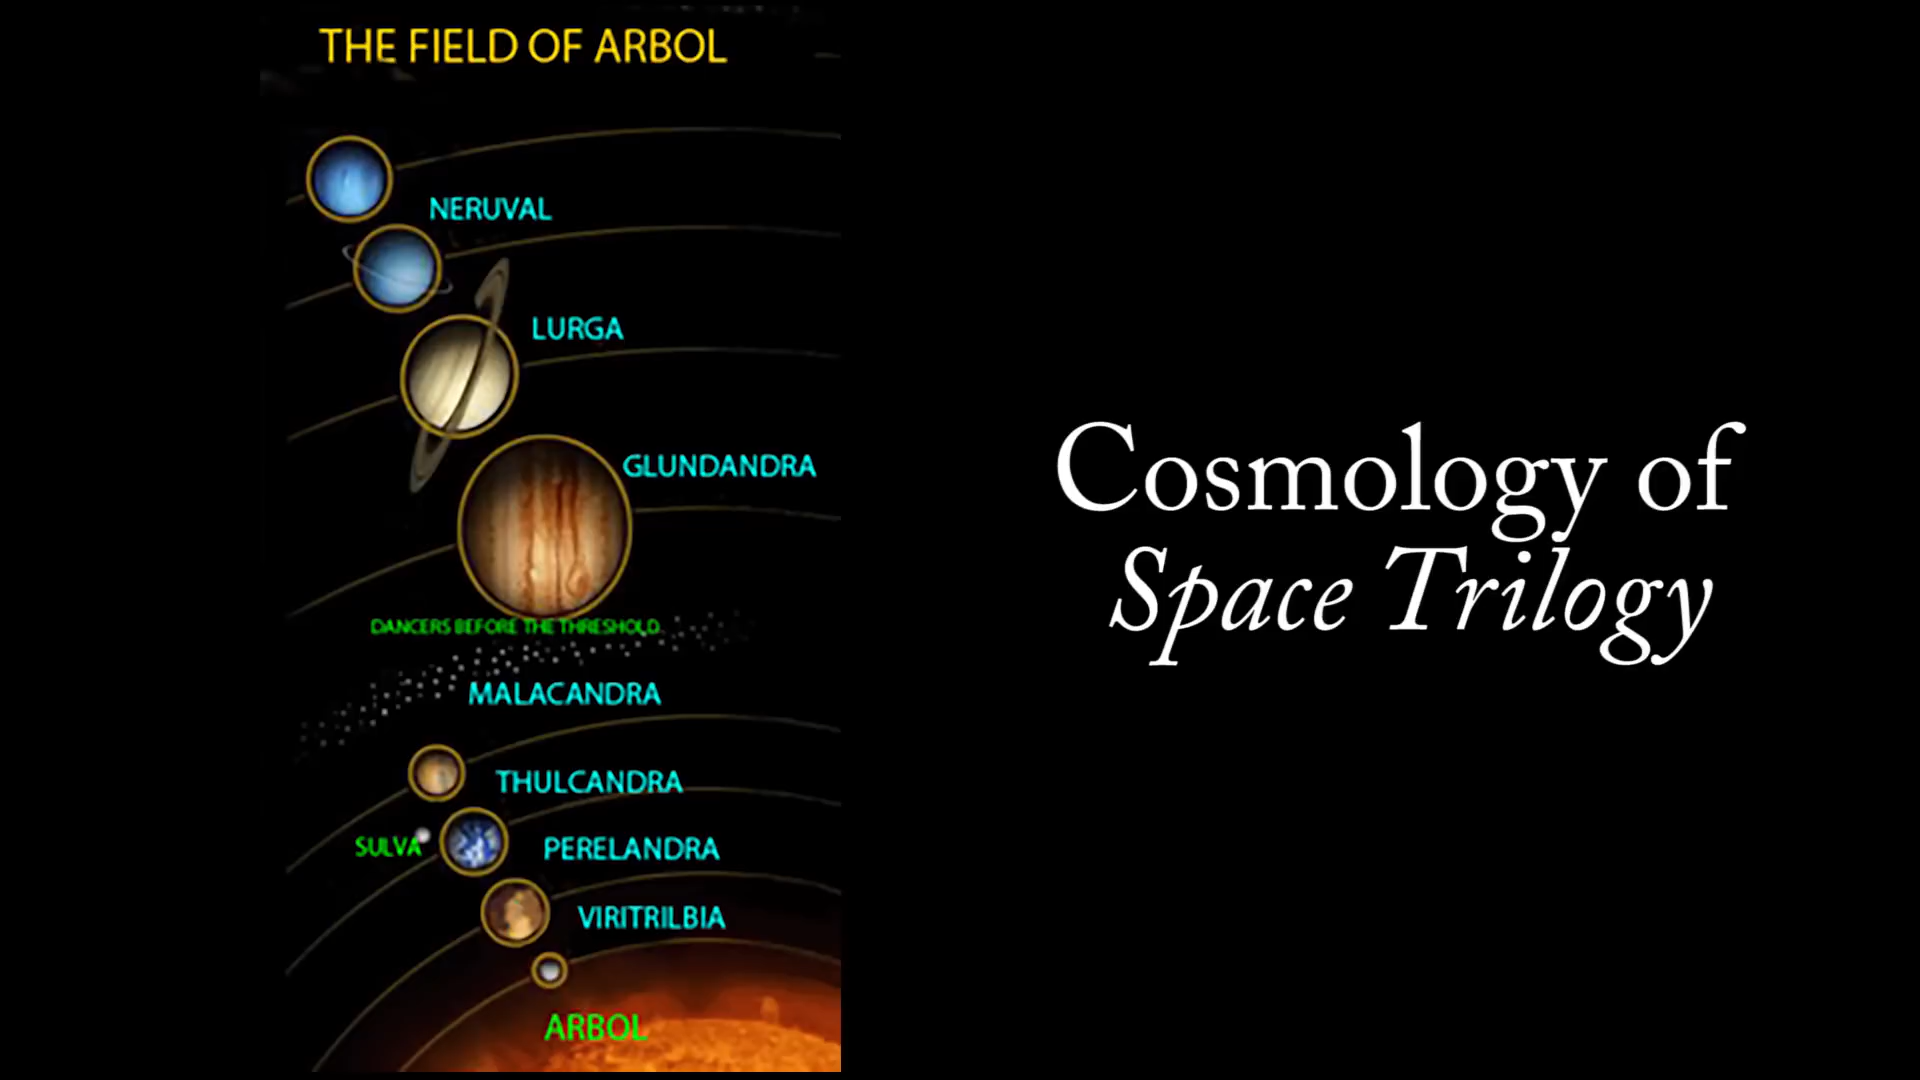 THE FIELD OF ARBOL
NERUVAL
LURGA
GLUNDANDRA
DANCERS BEFORE THE THRESHOLD
MALACANDRA
THULCANDRA
SULVA
PERELANDRA
VIRITRILBIA
ARBOL
Cosmology of
Space Trilogy